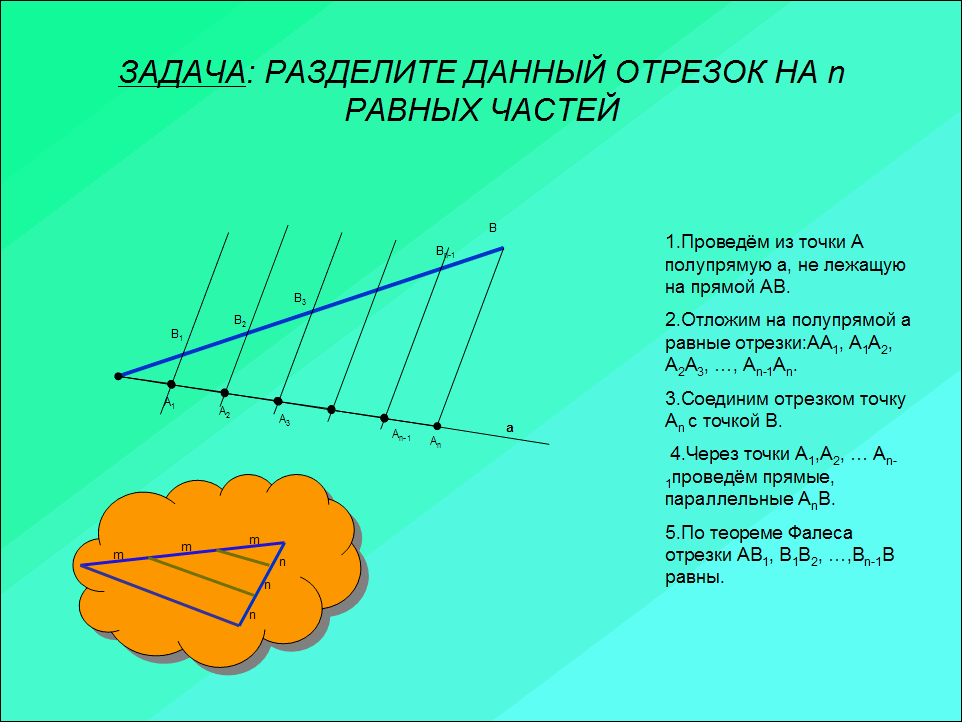 ЗАДАЧА: РАЗДЕЛИТЕ ДАННЫЙ ОТРЕЗОК НА n
РАВНЫХ ЧАСТЕЙ
B
Bn-1
B3
B2
B1
A1
A2
A3
An-1
An
a
1.Проведём из точки А
полупрямую а, не лежащую
на прямой АВ.
2.Отложим на полупрямой а
равные отрезки:АА1, А1А2,
А2А3, …, Аn-1Аn.
3.Соединим отрезком точку
Аn с точкой В.
4.Через точки А1,А2, … Аn-
1проведём прямые,
параллельные АnВ.
5.По теореме Фалеса
отрезки АВ1, В1В2, …,Вn-1В
равны.
m
m
m
n
n
n